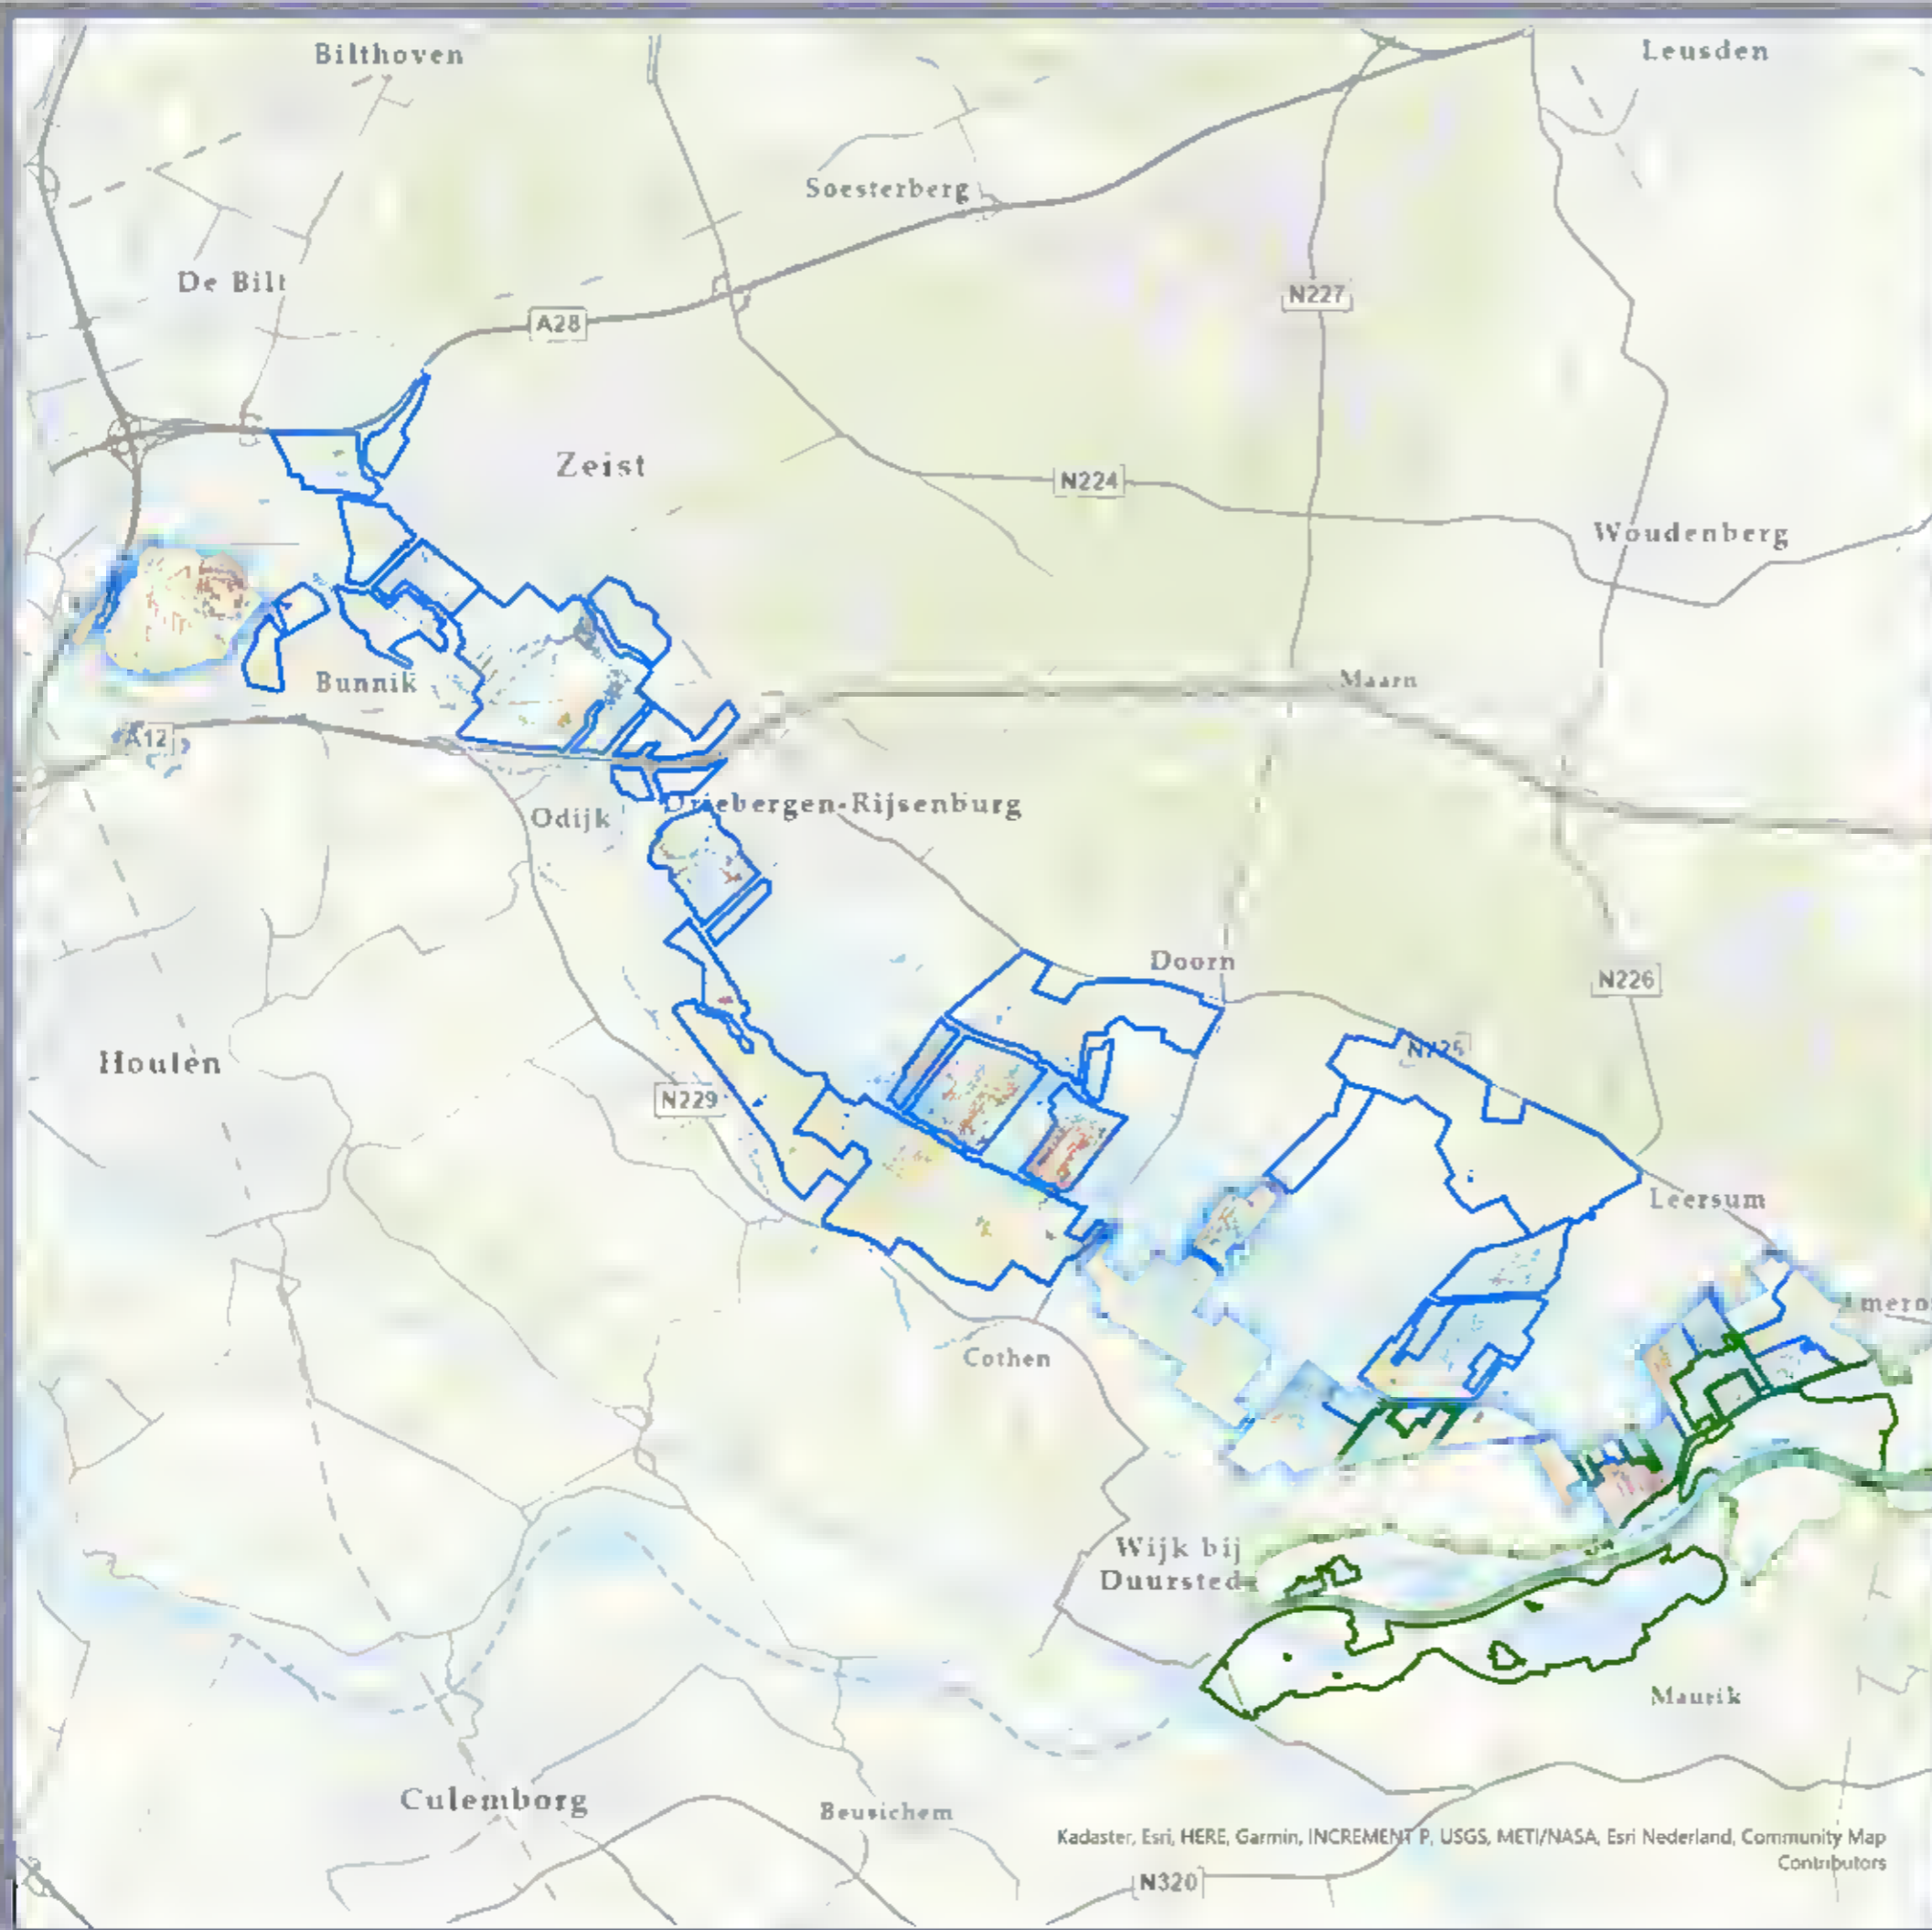 Bilthoven
Leusden
Soesterberg
De Bilt
N227
A28
Zeist
N224
Woudenberg
Bunnik
Maarn
A12
Driebergen-Rijsenburg
Odijk
Doorn
N226
N225
Houten
N229
Leersum
Cothen
Wijk bij
Duursted
Maurik
Culemborg
Beusichem
Kadaster, Esri, HERE, Garmin, INCREMENT P, USGS, METI/NASA, Esri Nederland, Community Map
Contributors
N320